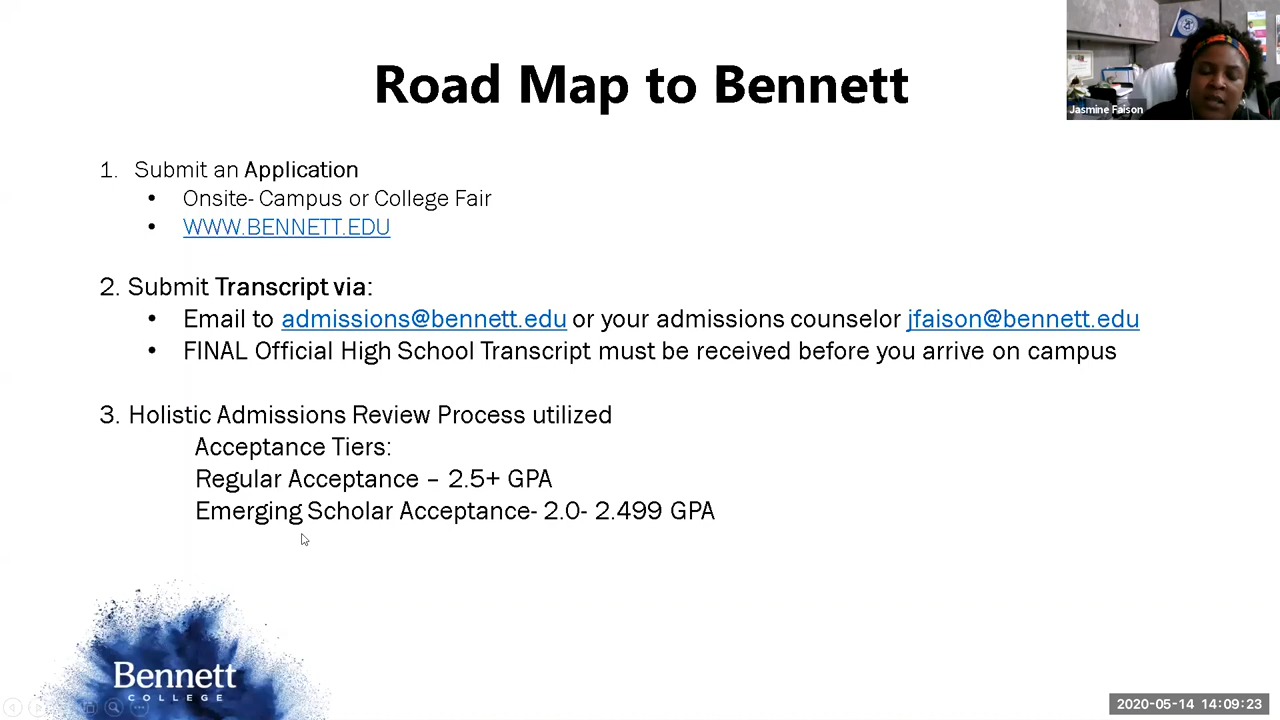 Road Map to Bennett
Jasmine Faison
1. Submit an Application
• Onsite- Campus or College Fair
• WWW.BENNETT.EDU
2. Submit Transcript via:
• Email to admissions@bennett.edu or your admissions counselor jfaison@bennett.edu
• FINAL Official High School Transcript must be received before you arrive on campus
3. Holistic Admissions Review Process utilized
Acceptance Tiers:
Regular Acceptance – 2.5+ GPA
Emerging Scholar Acceptance- 2.0- 2.499 GPA
Bennett
COLLEGE
2020-05-14 14:09:23